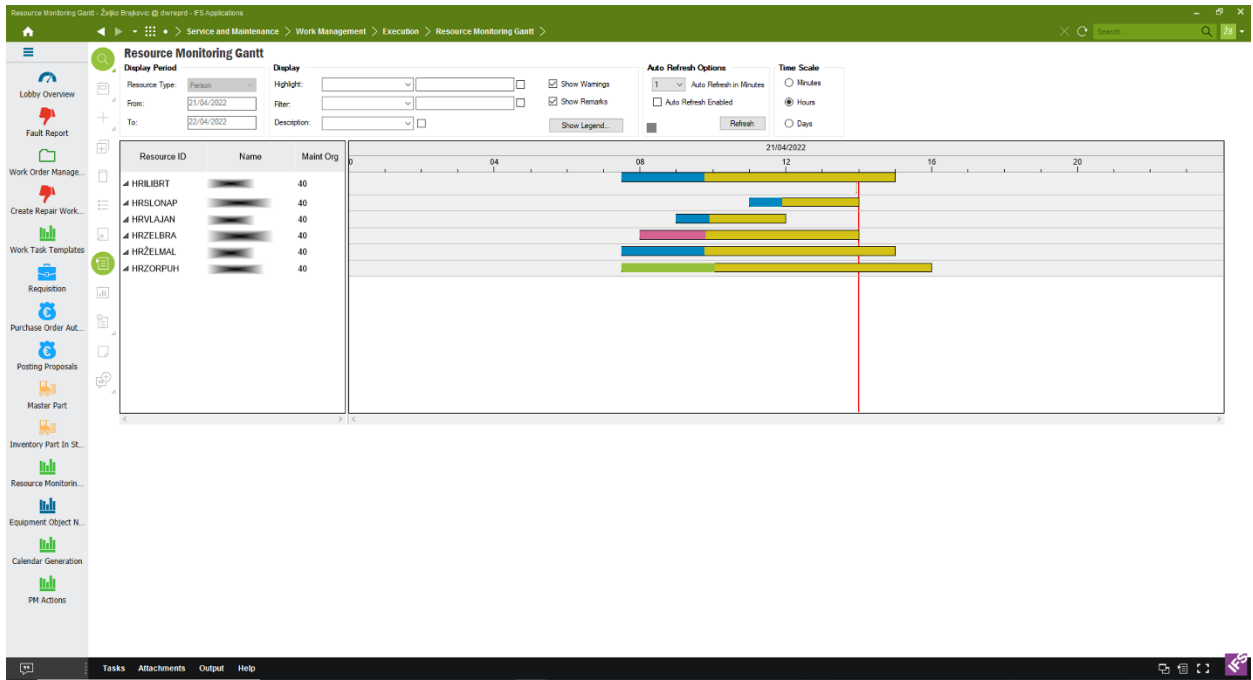 Resource Monitoring Gantt - Željko Brajkovic @ dwreprd - IFS Applications
Service and Maintenance > Work Management > Execution > Resource Monitoring Gantt >
Search...
ŽB
Lobby Overview
Fault Report
Work Order Manage...
Create Repair Work...
Work Task Templates
Requisition
Purchase Order Aut...
Posting Proposals
Master Part
Inventory Part In St...
Resource Monitorin...
Equipment Object N...
Calendar Generation
PM Actions
Resource Monitoring Gantt
Display Period
Resource Type: Person
From: 21/04/2022
To: 22/04/2022
Display
Highlight:
Filter:
Description:
Show Warnings
Show Remarks
Show Legend...
Auto Refresh Options
1 Auto Refresh in Minutes
Auto Refresh Enabled
Refresh
Time Scale
Minutes
Hours
Days
Resource ID Name Maint Org
21/04/2022
0 04 08 12 16 20
HRILIBRT 40
HRSLONAP 40
HRVLAJAN 40
HRZELBRA 40
HRŽELMAL 40
HRZORPUH 40
Tasks Attachments Output Help
IFS